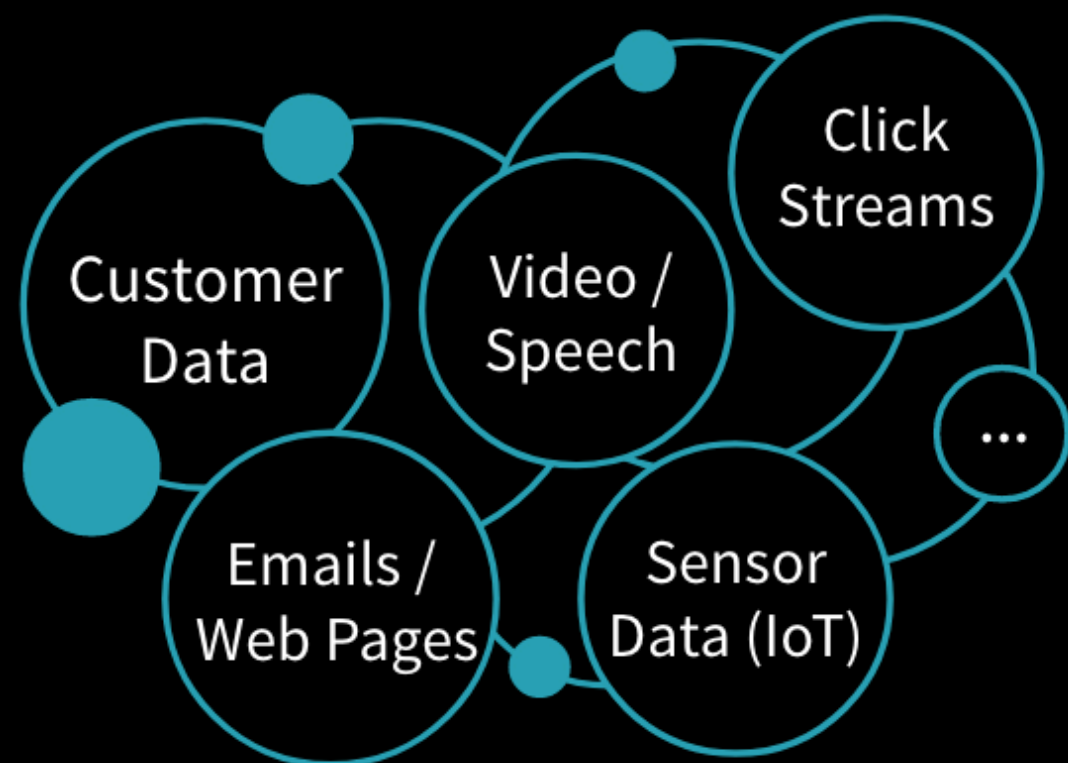 Customer
Data
Video /
Speech
Click
Streams
...
Emails /
Web Pages
Sensor
Data (IoT)